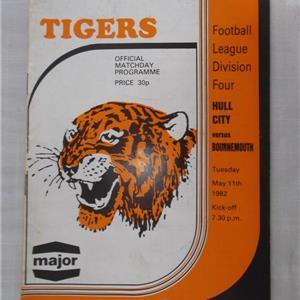 TIGERS
OFFICIAL
MATCHDAY
PROGRAMME
PRICE 30p
Football
League
Division
Four
HULL
CITY
versus
BOURNEMOUTH
Tuesday
May 11th
1982
Kick-off
7.30 p.m.
major